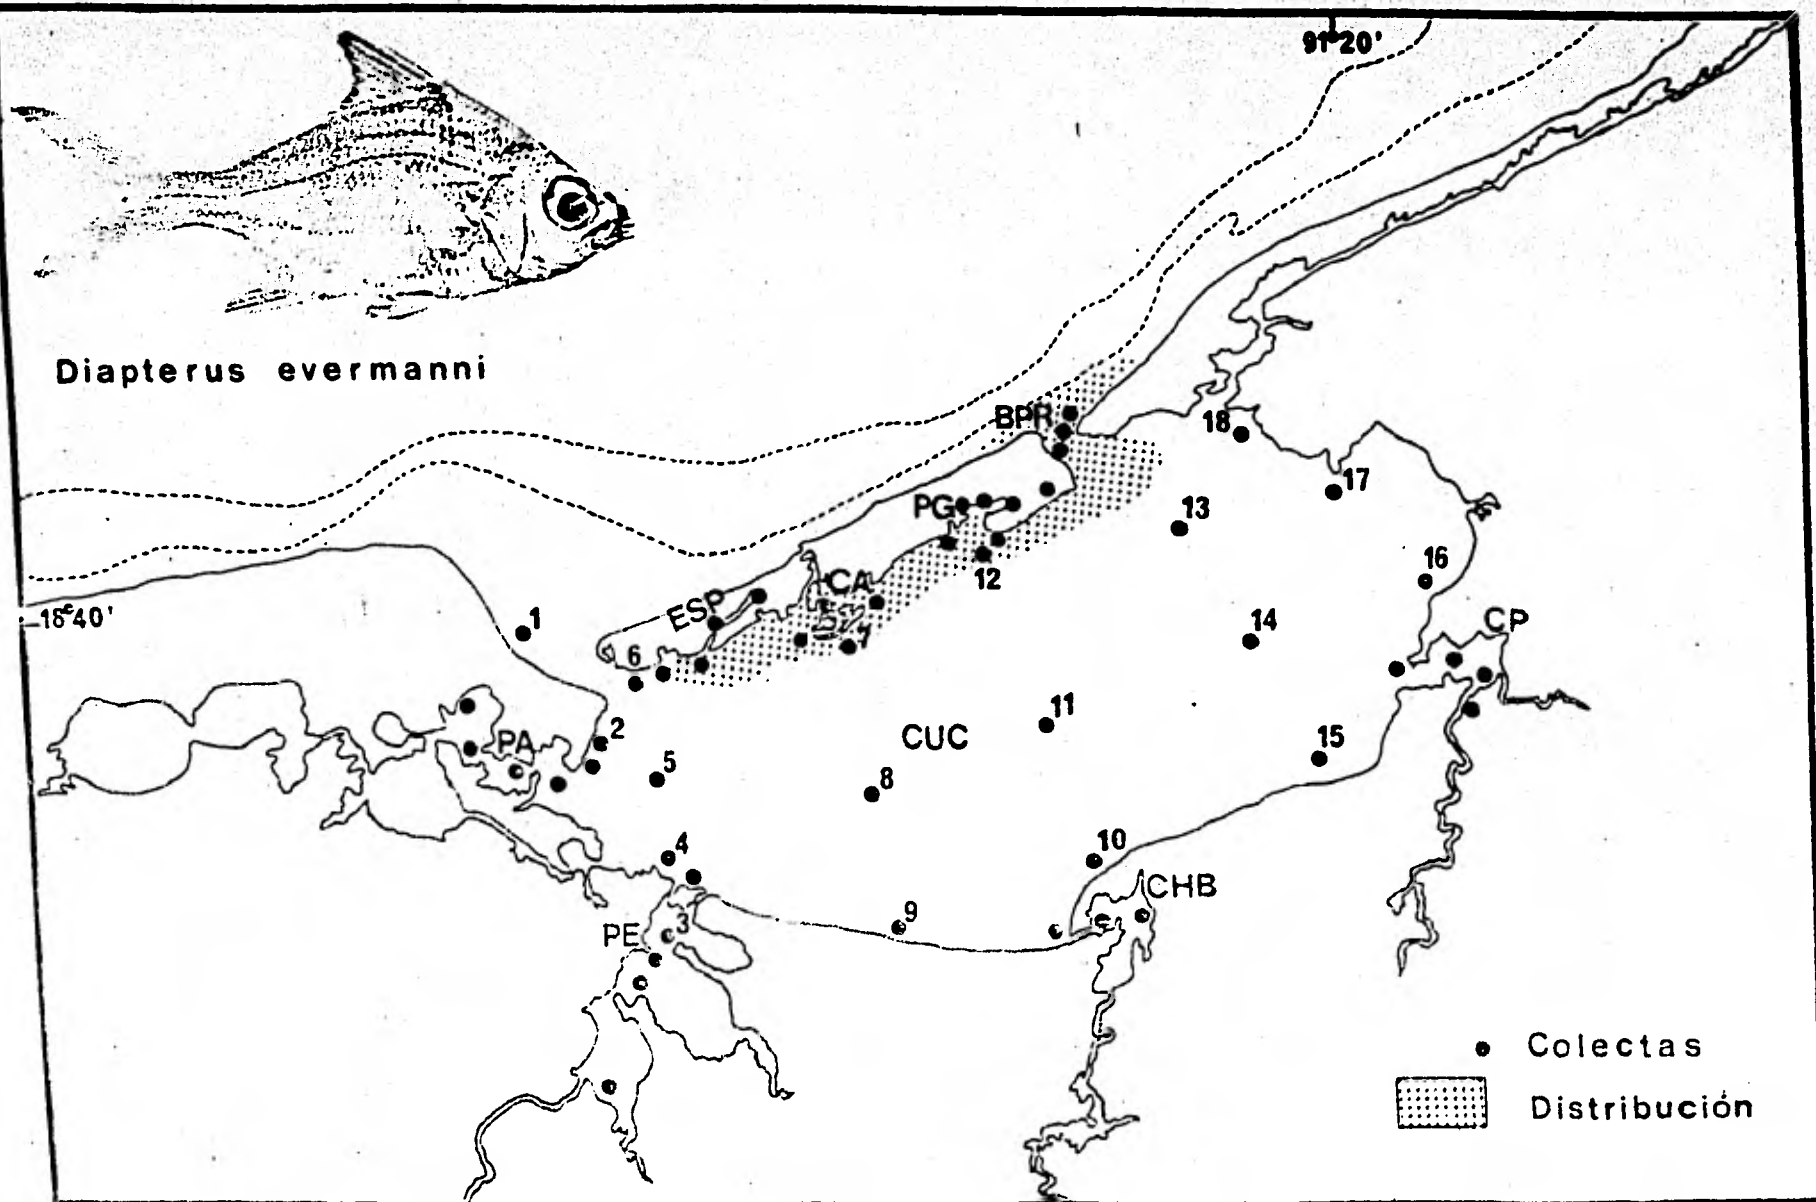 91°20'
Diapterus evermanni
BPR
18
17
PG
13
12
16
CA
ESP
18°40'
1
7
14
CP
6
2
PA
11
CUC
15
5
8
4
10
CHB
9
3
PE
Colectas
Distribución